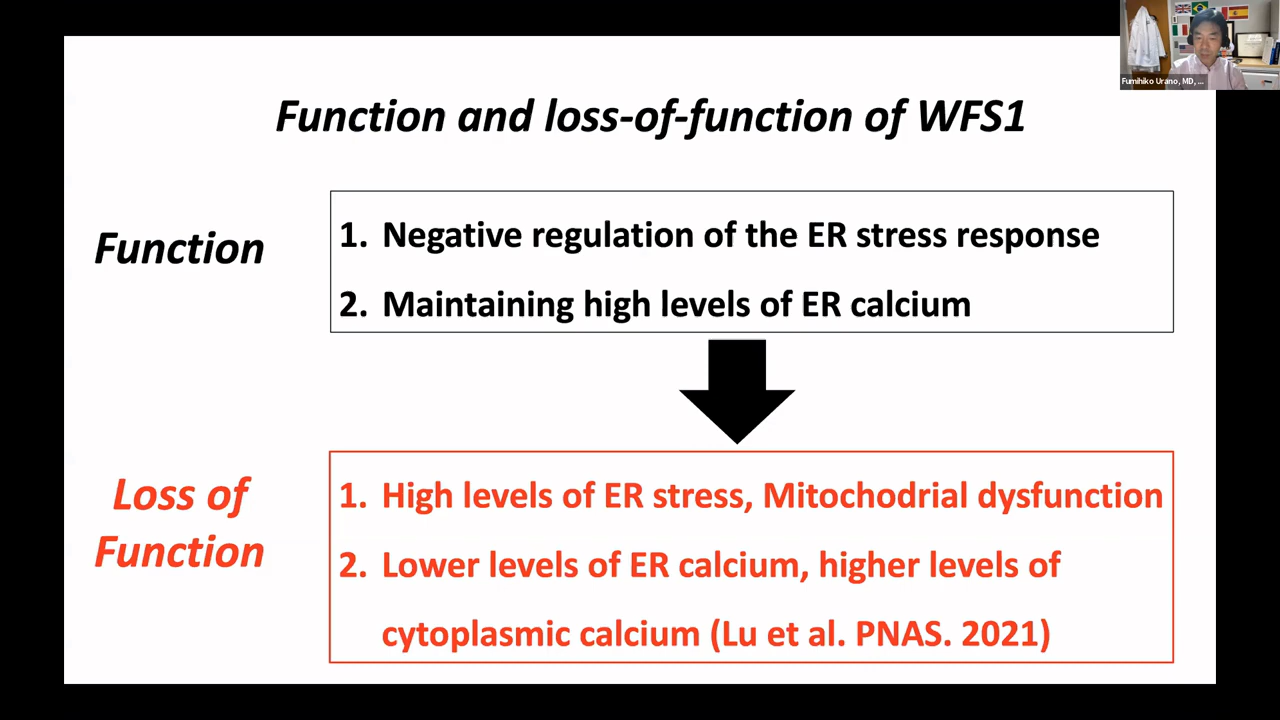 Fumihiko Urano, MD, ...
Function and loss-of-function of WFS1
Function
1. Negative regulation of the ER stress response
2. Maintaining high levels of ER calcium
Loss of
Function
1. High levels of ER stress, Mitochodrial dysfunction
2. Lower levels of ER calcium, higher levels of
cytoplasmic calcium (Lu et al. PNAS. 2021)